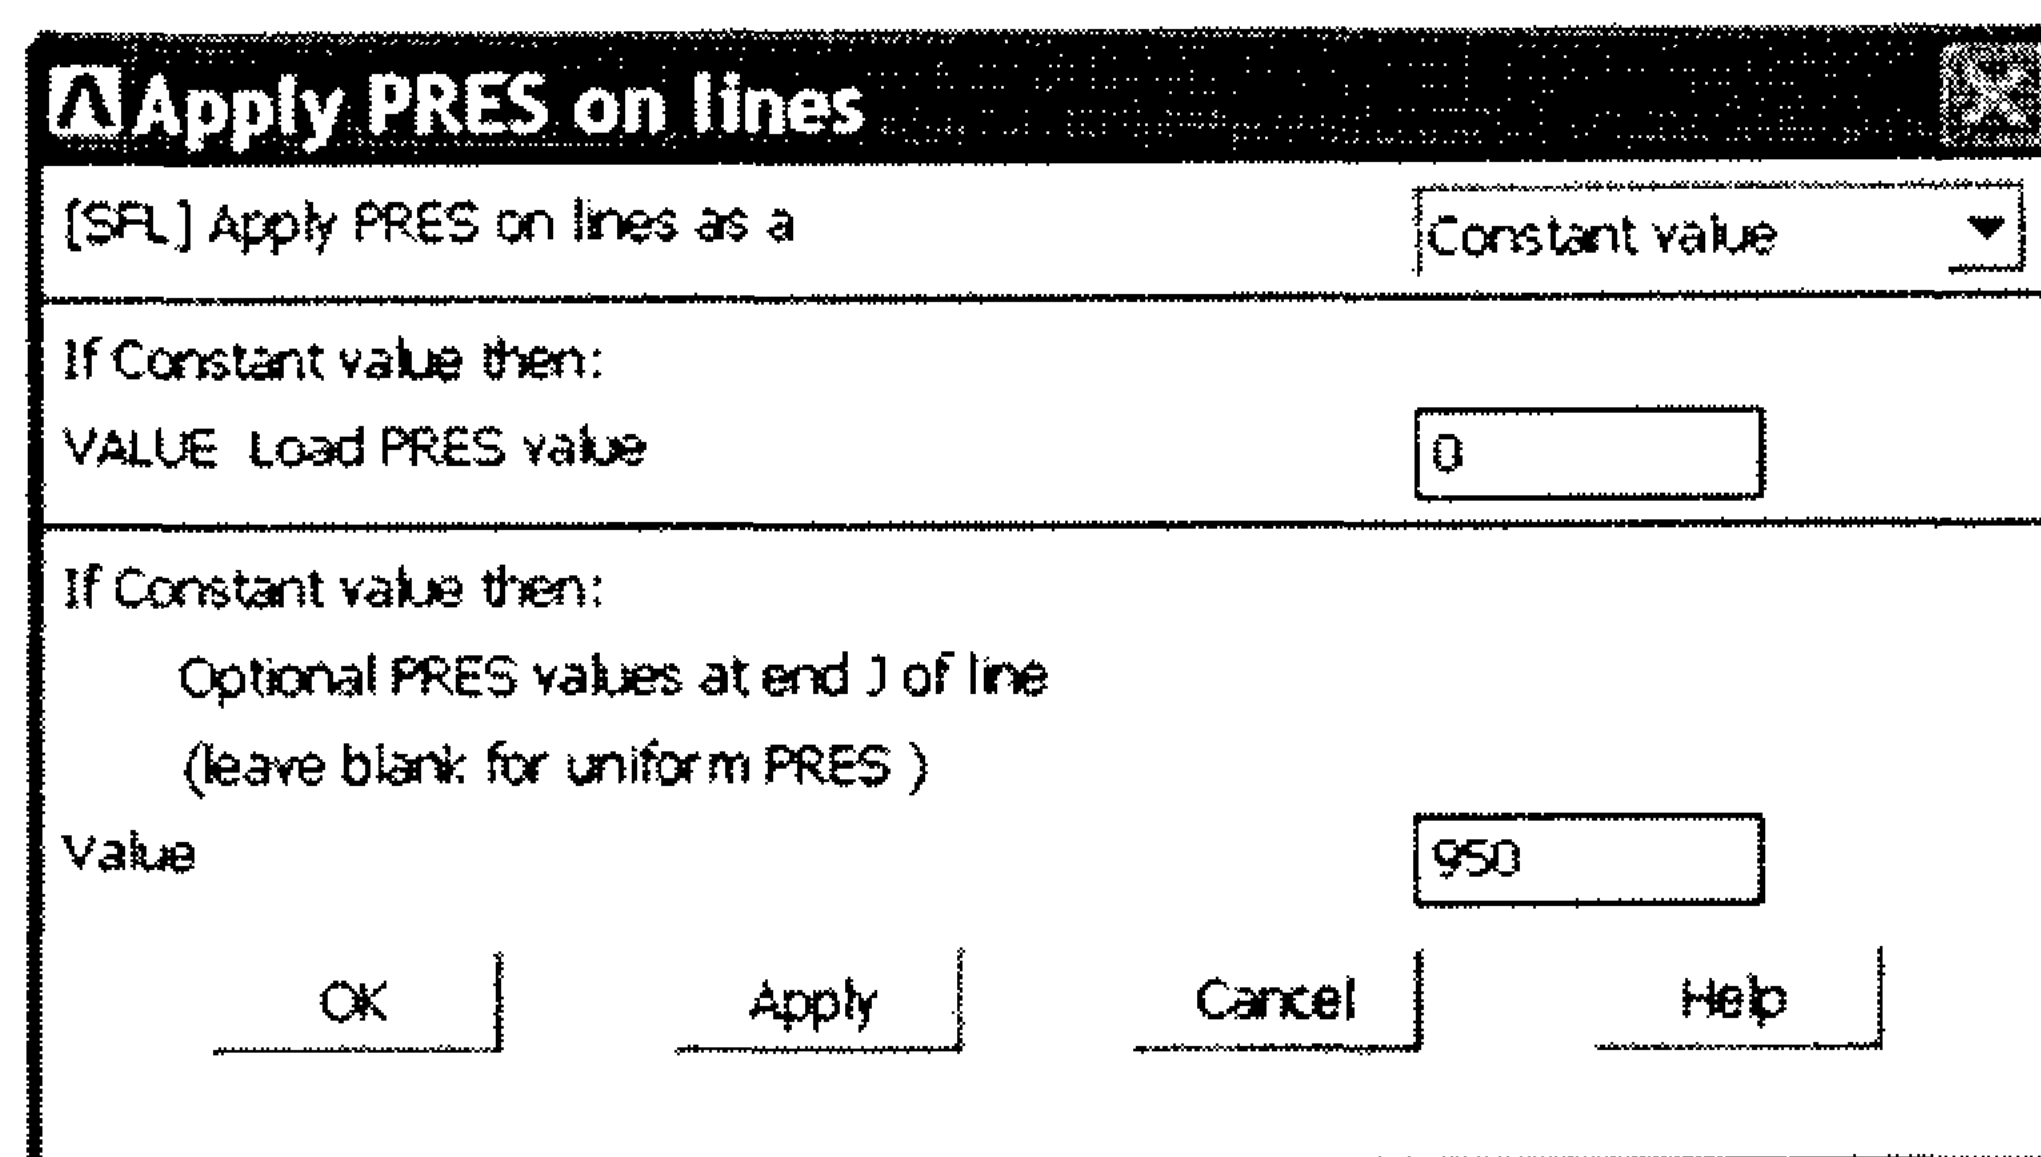 Apply PRES on lines
[SFL] Apply PRES on lines as a Constant value
If Constant value then:
VALUE Load PRES value 0
If Constant value then:
Optional PRES values at end J of line
(leave blank for uniform PRES )
Value 950
OK Apply Cancel Help